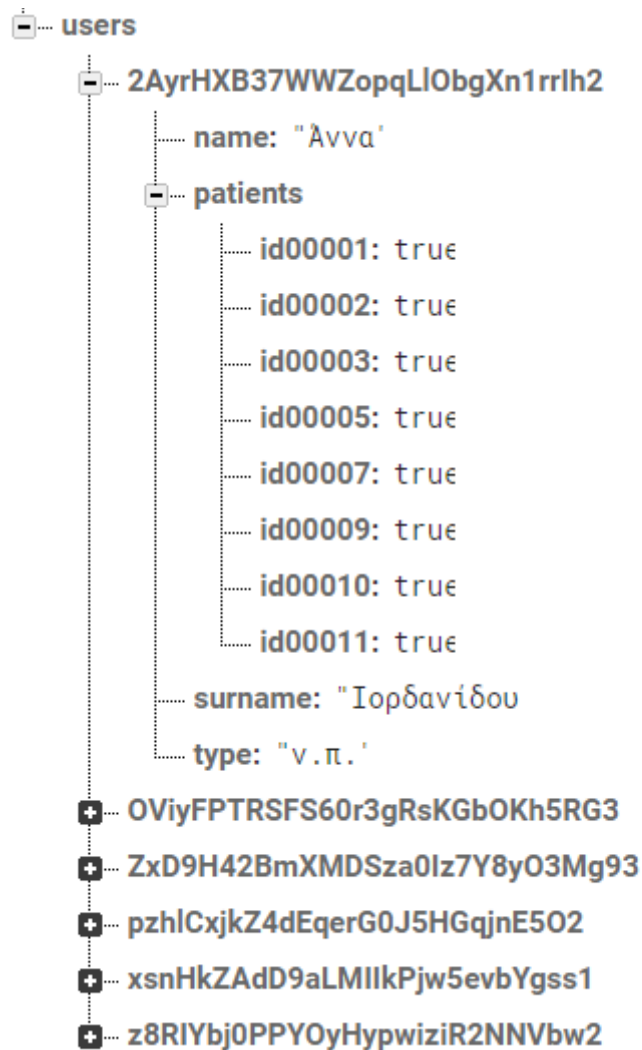 users
2AyrHXB37WWZopqLlObgXn1rrlh2
name: "Άννα'
patients
id00001: true
id00002: true
id00003: true
id00005: true
id00007: true
id00009: true
id00010: true
id00011: true
surname: "Ιορδανίδου
type: "ν.π.'
OViyFPTRSFS60r3gRsKGbOKh5RG3
ZxD9H42BmXMDSza0Iz7Y8yO3Mg93
pzhlCxjkZ4dEqerG0J5HGqjnE5O2
xsnHkZAdD9aLMIIkPjw5evbYgss1
z8RlYbj0PPYOyHypwiziR2NNVbw2